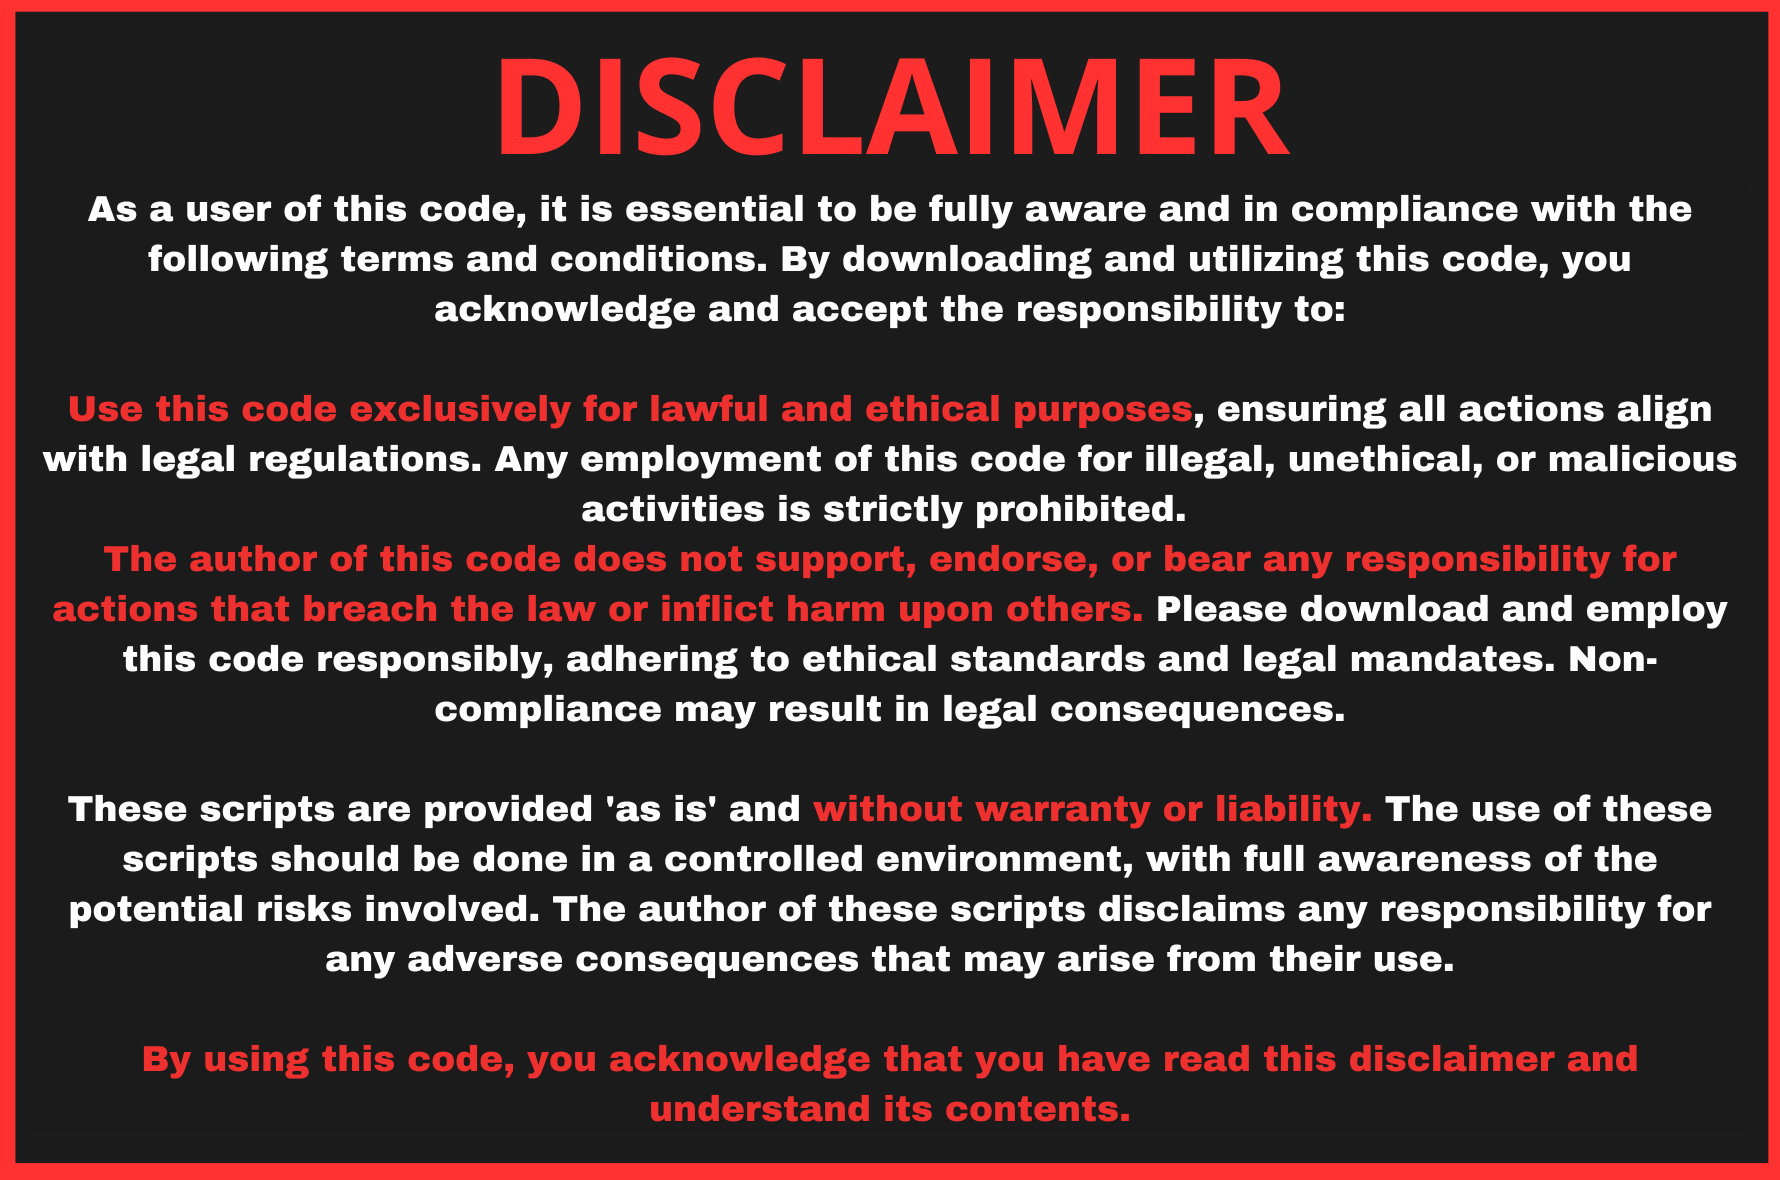 DISCLAIMER
As a user of this code, it is essential to be fully aware and in compliance with the
following terms and conditions. By downloading and utilizing this code, you
acknowledge and accept the responsibility to:
Use this code exclusively for lawful and ethical purposes, ensuring all actions align
with legal regulations. Any employment of this code for illegal, unethical, or malicious
activities is strictly prohibited.
The author of this code does not support, endorse, or bear any responsibility for
actions that breach the law or inflict harm upon others. Please download and employ
this code responsibly, adhering to ethical standards and legal mandates. Non-
compliance may result in legal consequences.
These scripts are provided 'as is' and without warranty or liability. The use of these
scripts should be done in a controlled environment, with full awareness of the
potential risks involved. The author of these scripts disclaims any responsibility for
any adverse consequences that may arise from their use.
By using this code, you acknowledge that you have read this disclaimer and
understand its contents.